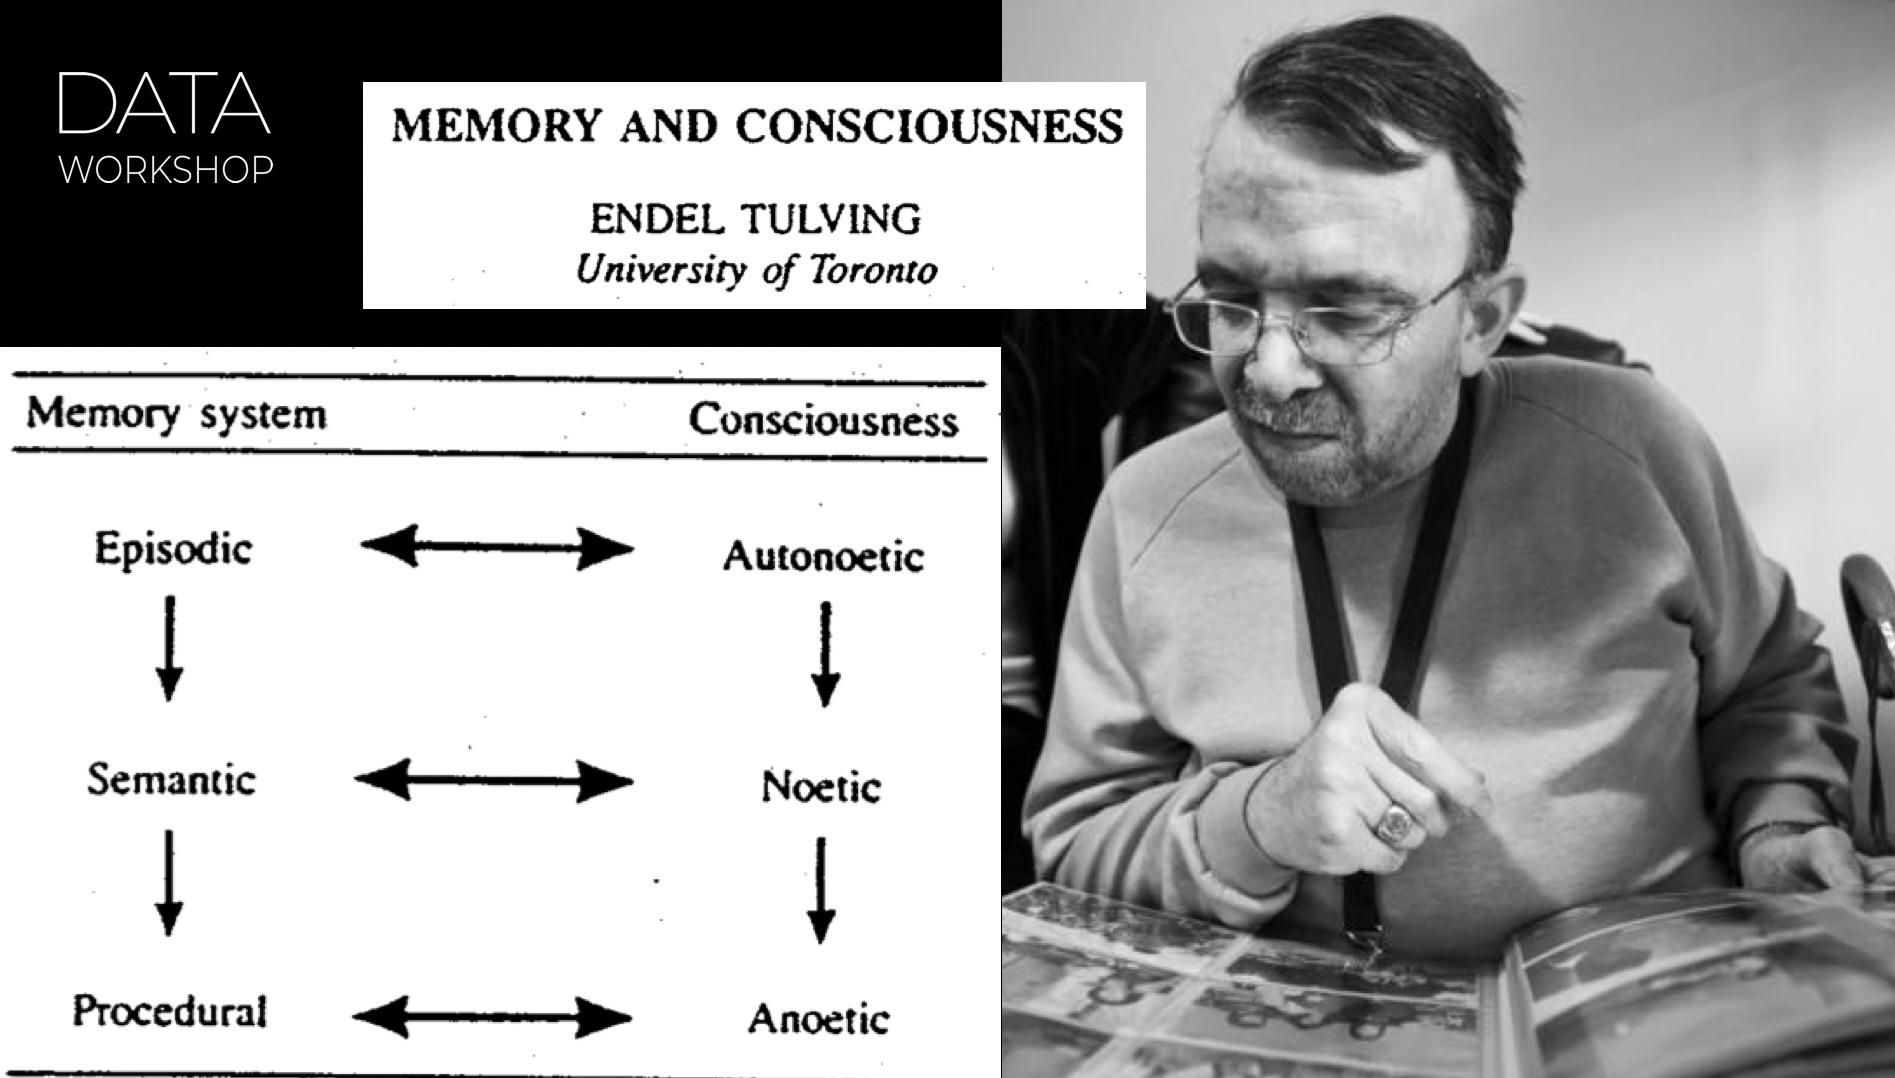 DATA
WORKSHOP
MEMORY AND CONSCIOUSNESS
ENDEL TULVING
University of Toronto
Memory system Consciousness
Episodic Autonoetic
Semantic Noetic
Procedural Anoetic